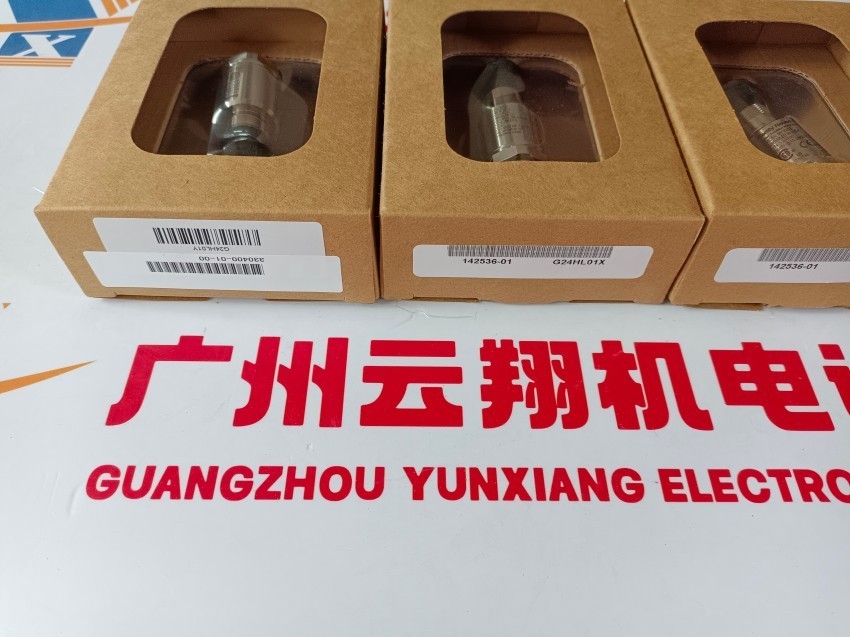 G24HL01Y
330400-01-00
142536-01 G24HL01X
142536-01
广州云翔机电
GUANGZHOU YUNXIANG ELECTRO